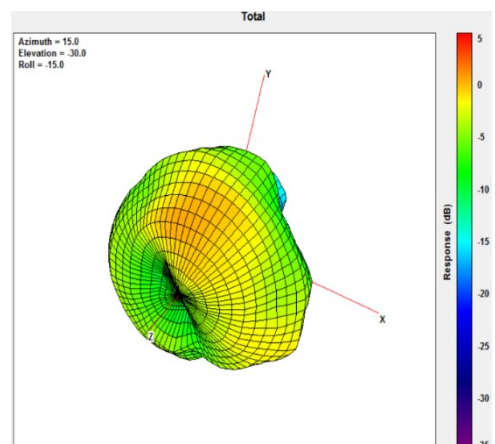 Total
Azimuth = 15.0
Elevation = -30.0
Roll = -15.0
Y
X
Z
Response (dB)
5
0
-5
-10
-15
-20
-25
-30
-35